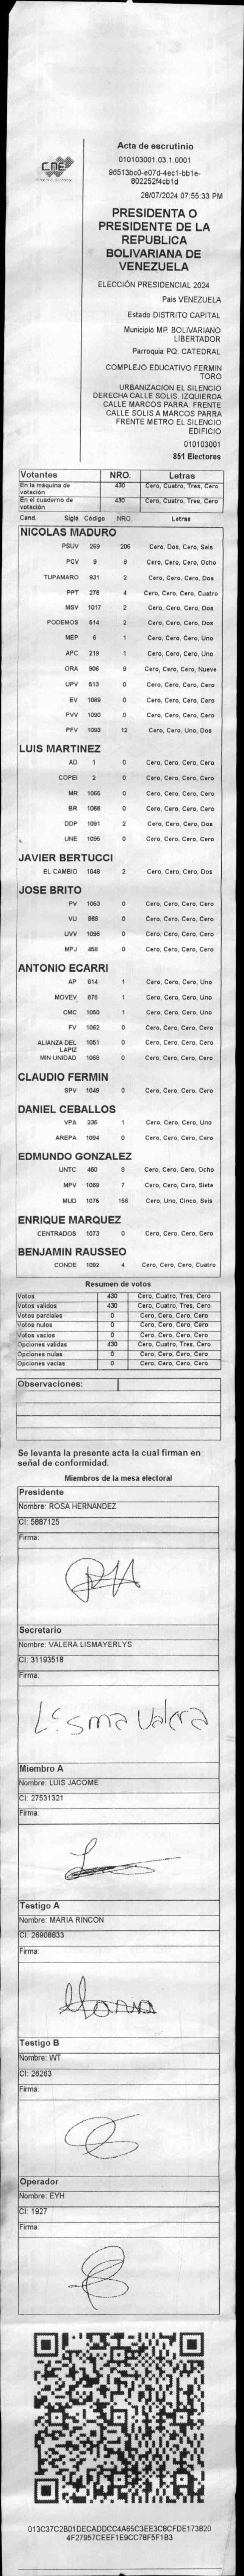 CNE
Acta de escrutinio
010103001.03.1.0001
96513bc0-e07d-4ec1-bb1e-
902252f4cb1d
28/07/2024 07:55:33 PM
PRESIDENTA O
PRESIDENTE DE LA
REPUBLICA
BOLIVARIANA DE
VENEZUELA
ELECCIÓN PRESIDENCIAL 2024
Pais VENEZUELA
Estado DISTRITO CAPITAL
Municipio MP. BOLIVARIANO
LIBERTADOR
Parroquia PQ. CATEDRAL
COMPLEJO EDUCATIVO FERMIN
TORO
URBANIZACION EL SILENCIO
DERECHA CALLE SOLIS. IZQUIERDA
CALLE MARCOS PARRA. FRENTE
CALLE SOLIS A MARCOS PARRA
FRENTE METRO EL SILENCIO
EDIFICIO
010103001
851 Electores
Votantes NRO. Letras
En la máquina de votación 430 Cero, Cuatro, Tres, Cero
En el cuaderno de votación 430 Cero, Cuatro, Tres, Cero
Cand. Sigla Código NRO. Letras
NICOLAS MADURO
PSUV 269 206 Cero, Dos, Cero, Seis
PCV 9 8 Cero, Cero, Cero, Ocho
TUPAMARO 931 2 Cero, Cero, Cero, Dos
PPT 276 4 Cero, Cero, Cero, Cuatro
MSV 1017 2 Cero, Cero, Cero, Dos
PODEMOS 514 2 Cero, Cero, Cero, Dos
MEP 6 1 Cero, Cero, Cero, Uno
APC 219 1 Cero, Cero, Cero, Uno
ORA 906 9 Cero, Cero, Cero, Nueve
UPV 513 0 Cero, Cero, Cero, Cero
EV 1089 0 Cero, Cero, Cero, Cero
PVV 1090 0 Cero, Cero, Cero, Cero
PFV 1093 12 Cero, Cero, Uno, Dos
LUIS MARTINEZ
AD 1 0 Cero, Cero, Cero, Cero
COPEI 2 0 Cero, Cero, Cero, Cero
MR 1065 0 Cero, Cero, Cero, Cero
BR 1066 0 Cero, Cero, Cero, Cero
DDP 1091 2 Cero, Cero, Cero, Dos
UNE 1095 0 Cero, Cero, Cero, Cero
JAVIER BERTUCCI
EL CAMBIO 1048 2 Cero, Cero, Cero, Dos
JOSE BRITO
PV 1053 0 Cero, Cero, Cero, Cero
VU 868 0 Cero, Cero, Cero, Cero
UVV 1096 0 Cero, Cero, Cero, Cero
MPJ 458 0 Cero, Cero, Cero, Cero
ANTONIO ECARRI
AP 914 1 Cero, Cero, Cero, Uno
MOVEV 878 1 Cero, Cero, Cero, Uno
CMC 1050 1 Cero, Cero, Cero, Uno
FV 1062 0 Cero, Cero, Cero, Cero
ALIANZA DEL LAPIZ 1051 0 Cero, Cero, Cero, Cero
MIN UNIDAD 1068 0 Cero, Cero, Cero, Cero
CLAUDIO FERMIN
SPV 1049 0 Cero, Cero, Cero, Cero
DANIEL CEBALLOS
VPA 236 1 Cero, Cero, Cero, Uno
AREPA 1094 0 Cero, Cero, Cero, Cero
EDMUNDO GONZALEZ
UNTC 460 8 Cero, Cero, Cero, Ocho
MPV 1069 7 Cero, Cero, Cero, Siete
MUD 1075 156 Cero, Uno, Cinco, Seis
ENRIQUE MARQUEZ
CENTRADOS 1073 0 Cero, Cero, Cero, Cero
BENJAMIN RAUSSEO
CONDE 1092 4 Cero, Cero, Cero, Cuatro
Resumen de votos
Votos 430 Cero, Cuatro, Tres, Cero
Votos validos 430 Cero, Cuatro, Tres, Cero
Votos parciales 0 Cero, Cero, Cero, Cero
Votos nulos 0 Cero, Cero, Cero, Cero
Votos vacios 0 Cero, Cero, Cero, Cero
Opciones validas 430 Cero, Cuatro, Tres, Cero
Opciones nulas 0 Cero, Cero, Cero, Cero
Opciones vacias 0 Cero, Cero, Cero, Cero
Observaciones:
Se levanta la presente acta la cual firman en
señal de conformidad.
Miembros de la mesa electoral
Presidente
Nombre: ROSA HERNANDEZ
CI: 5887125
Firma:
Secretario
Nombre: VALERA LISMAYERLYS
CI: 31193518
Firma:
Lisma Valera
Miembro A
Nombre: LUIS JACOME
CI: 27531321
Firma:
Testigo A
Nombre: MARIA RINCON
CI: 26908833
Firma:
Testigo B
Nombre: WT
CI: 26263
Firma:
Operador
Nombre: EYH
CI: 1927
Firma:
013C37C2B01DECADDCC4A65C3EE3C8CFDE173820
4F27957CEEF1E9CC78F5F1B3